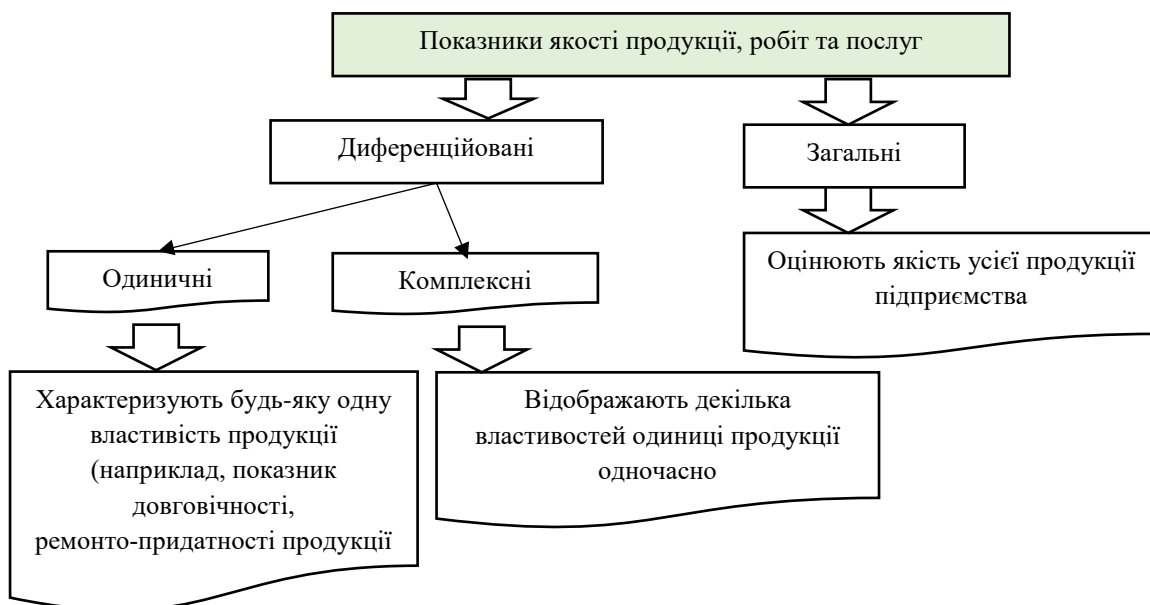 Показники якості продукції, робіт та послуг
Диференційовані
Загальні
Одиничні
Комплексні
Оцінюють якість усієї продукції
підприємства
Характеризують будь-яку одну
властивість продукції
(наприклад, показник
довговічності,
ремонто-придатності продукції
Відображають декілька
властивостей одиниці продукції
одночасно